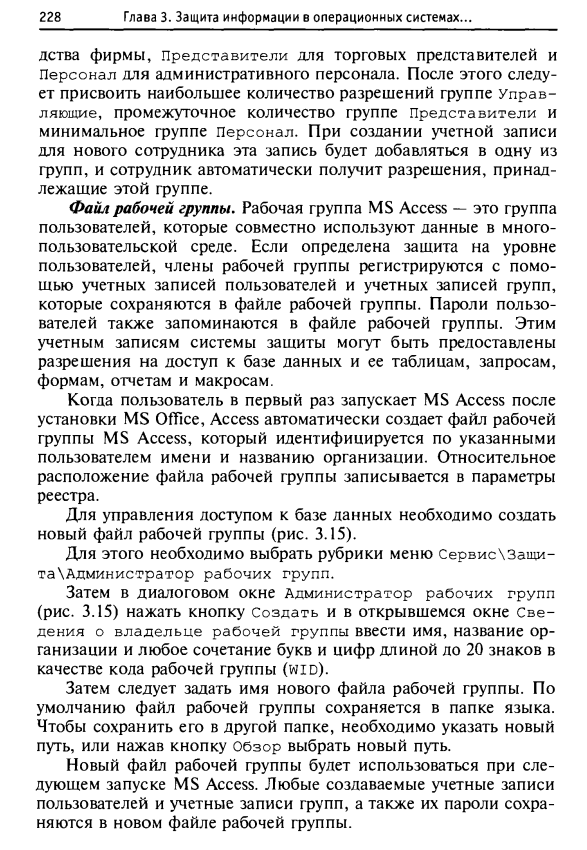 228 Глава 3. Защита информации в операционных системах...
дства фирмы, Представители для торговых представителей и
Персонал для административного персонала. После этого следу-
ет присвоить наибольшее количество разрешений группе Управ-
ляющие, промежуточное количество группе Представители и
минимальное группе Персонал. При создании учетной записи
для нового сотрудника эта запись будет добавляться в одну из
групп, и сотрудник автоматически получит разрешения, принад-
лежащие этой группе.
Файл рабочей группы. Рабочая группа MS Access — это группа
пользователей, которые совместно используют данные в много-
пользовательской среде. Если определена защита на уровне
пользователей, члены рабочей группы регистрируются с помо-
щью учетных записей пользователей и учетных записей групп,
которые сохраняются в файле рабочей группы. Пароли пользо-
вателей также запоминаются в файле рабочей группы. Этим
учетным записям системы защиты могут быть предоставлены
разрешения на доступ к базе данных и ее таблицам, запросам,
формам, отчетам и макросам.
Когда пользователь в первый раз запускает MS Access после
установки MS Office, Access автоматически создает файл рабочей
группы MS Access, который идентифицируется по указанными
пользователем имени и названию организации. Относительное
расположение файла рабочей группы записывается в параметры
реестра.
Для управления доступом к базе данных необходимо создать
новый файл рабочей группы (рис. 3.15).
Для этого необходимо выбрать рубрики меню Сервис\Защи-
та\Администратор рабочих групп.
Затем в диалоговом окне Администратор рабочих групп
(рис. 3.15) нажать кнопку Создать и в открывшемся окне Све-
дения о владельце рабочей группы ввести имя, название ор-
ганизации и любое сочетание букв и цифр длиной до 20 знаков в
качестве кода рабочей группы (WID).
Затем следует задать имя нового файла рабочей группы. По
умолчанию файл рабочей группы сохраняется в папке языка.
Чтобы сохранить его в другой папке, необходимо указать новый
путь, или нажав кнопку Обзор выбрать новый путь.
Новый файл рабочей группы будет использоваться при сле-
дующем запуске MS Access. Любые создаваемые учетные записи
пользователей и учетные записи групп, а также их пароли сохра-
няются в новом файле рабочей группы.